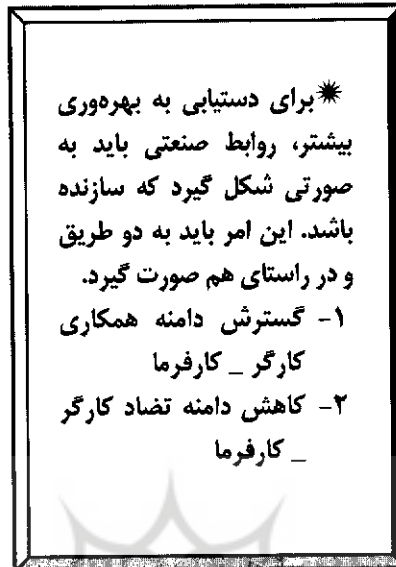 ✹برای دستیابی به بهره‌وری
بیشتر، روابط صنعتی باید به
صورتی شکل گیرد که سازنده
باشد. این امر باید به دو طریق
و در راستای هم صورت گیرد.
۱- گسترش دامنه همکاری
کارگر _ کارفرما
۲- کاهش دامنه تضاد کارگر
_ کارفرما